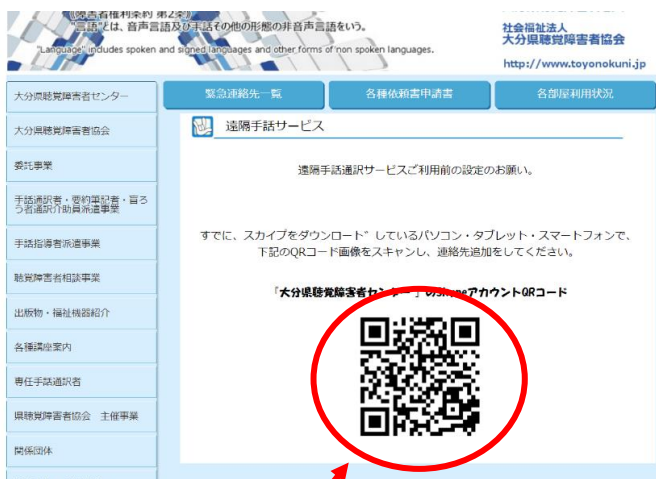 (障害者権利条約 第2条)
"言語"とは、音声言語及び手話その他の形態の非音声言語をいう。
"Language" includes spoken and signed languages and other forms of non spoken languages.
社会福祉法人
大分県聴覚障害者協会
http://www.toyonokuni.jp
緊急連絡先一覧
各種依頼書申請書
各部屋利用状況
大分県聴覚障害者センター
大分県聴覚障害者協会
委託事業
手話通訳者・要約筆記者・盲ろ
う者通訳介助員派遣事業
手話指導者派遣事業
聴覚障害者相談事業
出版物・福祉機器紹介
各種講座案内
専任手話通訳者
県聴覚障害者協会 主催事業
関係団体
遠隔手話サービス
遠隔手話通訳サービスご利用前の設定のお願い。
すでに、スカイプをダウンロード゛しているパソコン・タブレット・スマートフォンで、
下記のQRコード画像をスキャンし、連絡先追加をしてください。
「大分県聴覚障害者センター」のSkypeアカウントQRコード